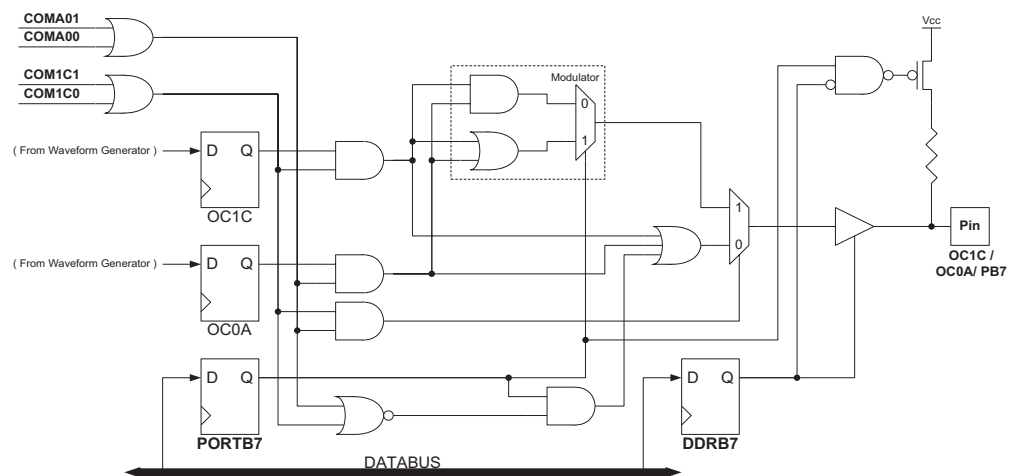 COMA01
COMA00
COM1C1
COM1C0
Vcc
Modulator
0
1
( From Waveform Generator )
D Q
OC1C
1
0
Pin
OC1C /
OC0A/ PB7
( From Waveform Generator )
D Q
OC0A
D Q
PORTB7
D Q
DDRB7
DATABUS